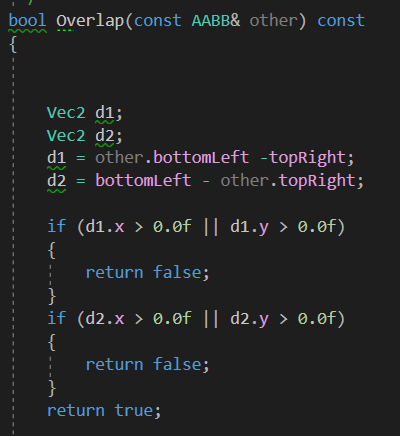 bool Overlap(const AABB& other) const
{
Vec2 d1;
Vec2 d2;
d1 = other.bottomLeft -topRight;
d2 = bottomLeft - other.topRight;
if (d1.x > 0.0f || d1.y > 0.0f)
{
return false;
}
if (d2.x > 0.0f || d2.y > 0.0f)
{
return false;
}
return true;